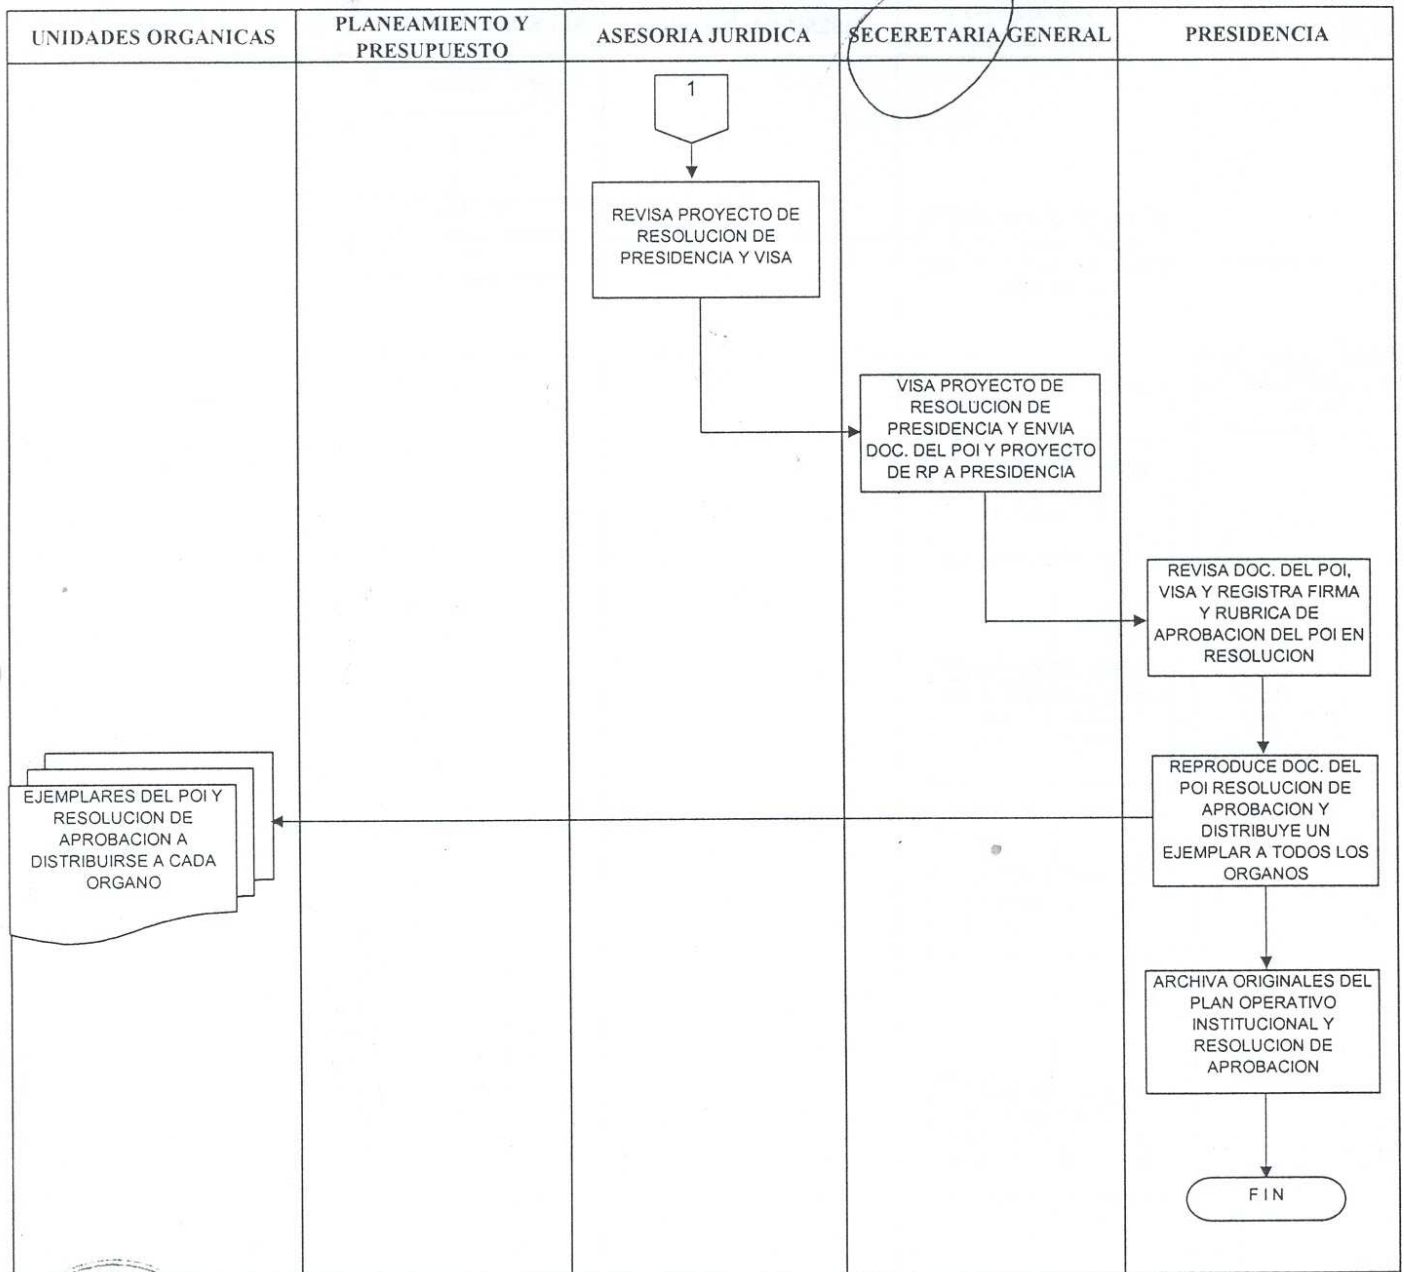 UNIDADES ORGANICAS
PLANEAMIENTO Y
PRESUPUESTO
ASESORIA JURIDICA
SECERETARIA GENERAL
PRESIDENCIA
1
REVISA PROYECTO DE
RESOLUCION DE
PRESIDENCIA Y VISA
VISA PROYECTO DE
RESOLUCION DE
PRESIDENCIA Y ENVIA
DOC. DEL POI Y PROYECTO
DE RP A PRESIDENCIA
REVISA DOC. DEL POI,
VISA Y REGISTRA FIRMA
Y RUBRICA DE
APROBACION DEL POI EN
RESOLUCION
REPRODUCE DOC. DEL
POI RESOLUCION DE
APROBACION Y
DISTRIBUYE UN
EJEMPLAR A TODOS LOS
ORGANOS
EJEMPLARES DEL POI Y
RESOLUCION DE
APROBACION A
DISTRIBUIRSE A CADA
ORGANO
ARCHIVA ORIGINALES DEL
PLAN OPERATIVO
INSTITUCIONAL Y
RESOLUCION DE
APROBACION
F I N